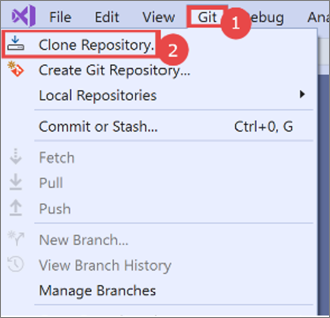 File Edit View Git 1 ebug Ana
Clone Repository. 2
Create Git Repository...
Local Repositories
Commit or Stash... Ctrl+0, G
Fetch
Pull
Push
New Branch...
View Branch History
Manage Branches